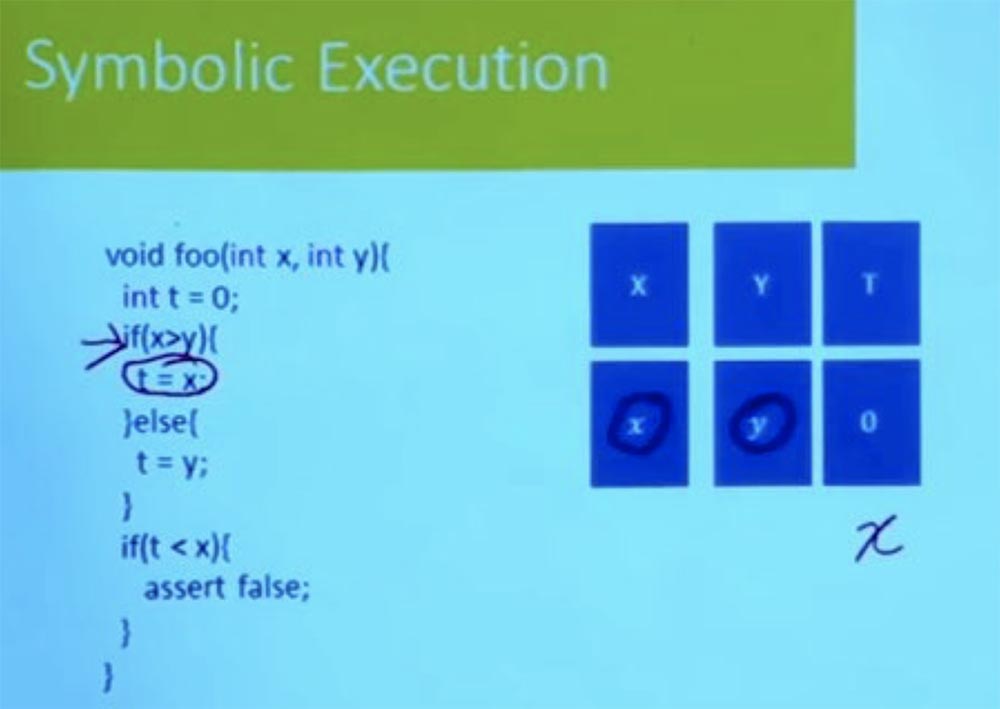 Symbolic Execution
void foo(int x, int y){
int t = 0;
if(x>y){
t = x;
}else{
t = y;
}
if(t < x){
assert false;
}
}
X Y T
x y 0
x